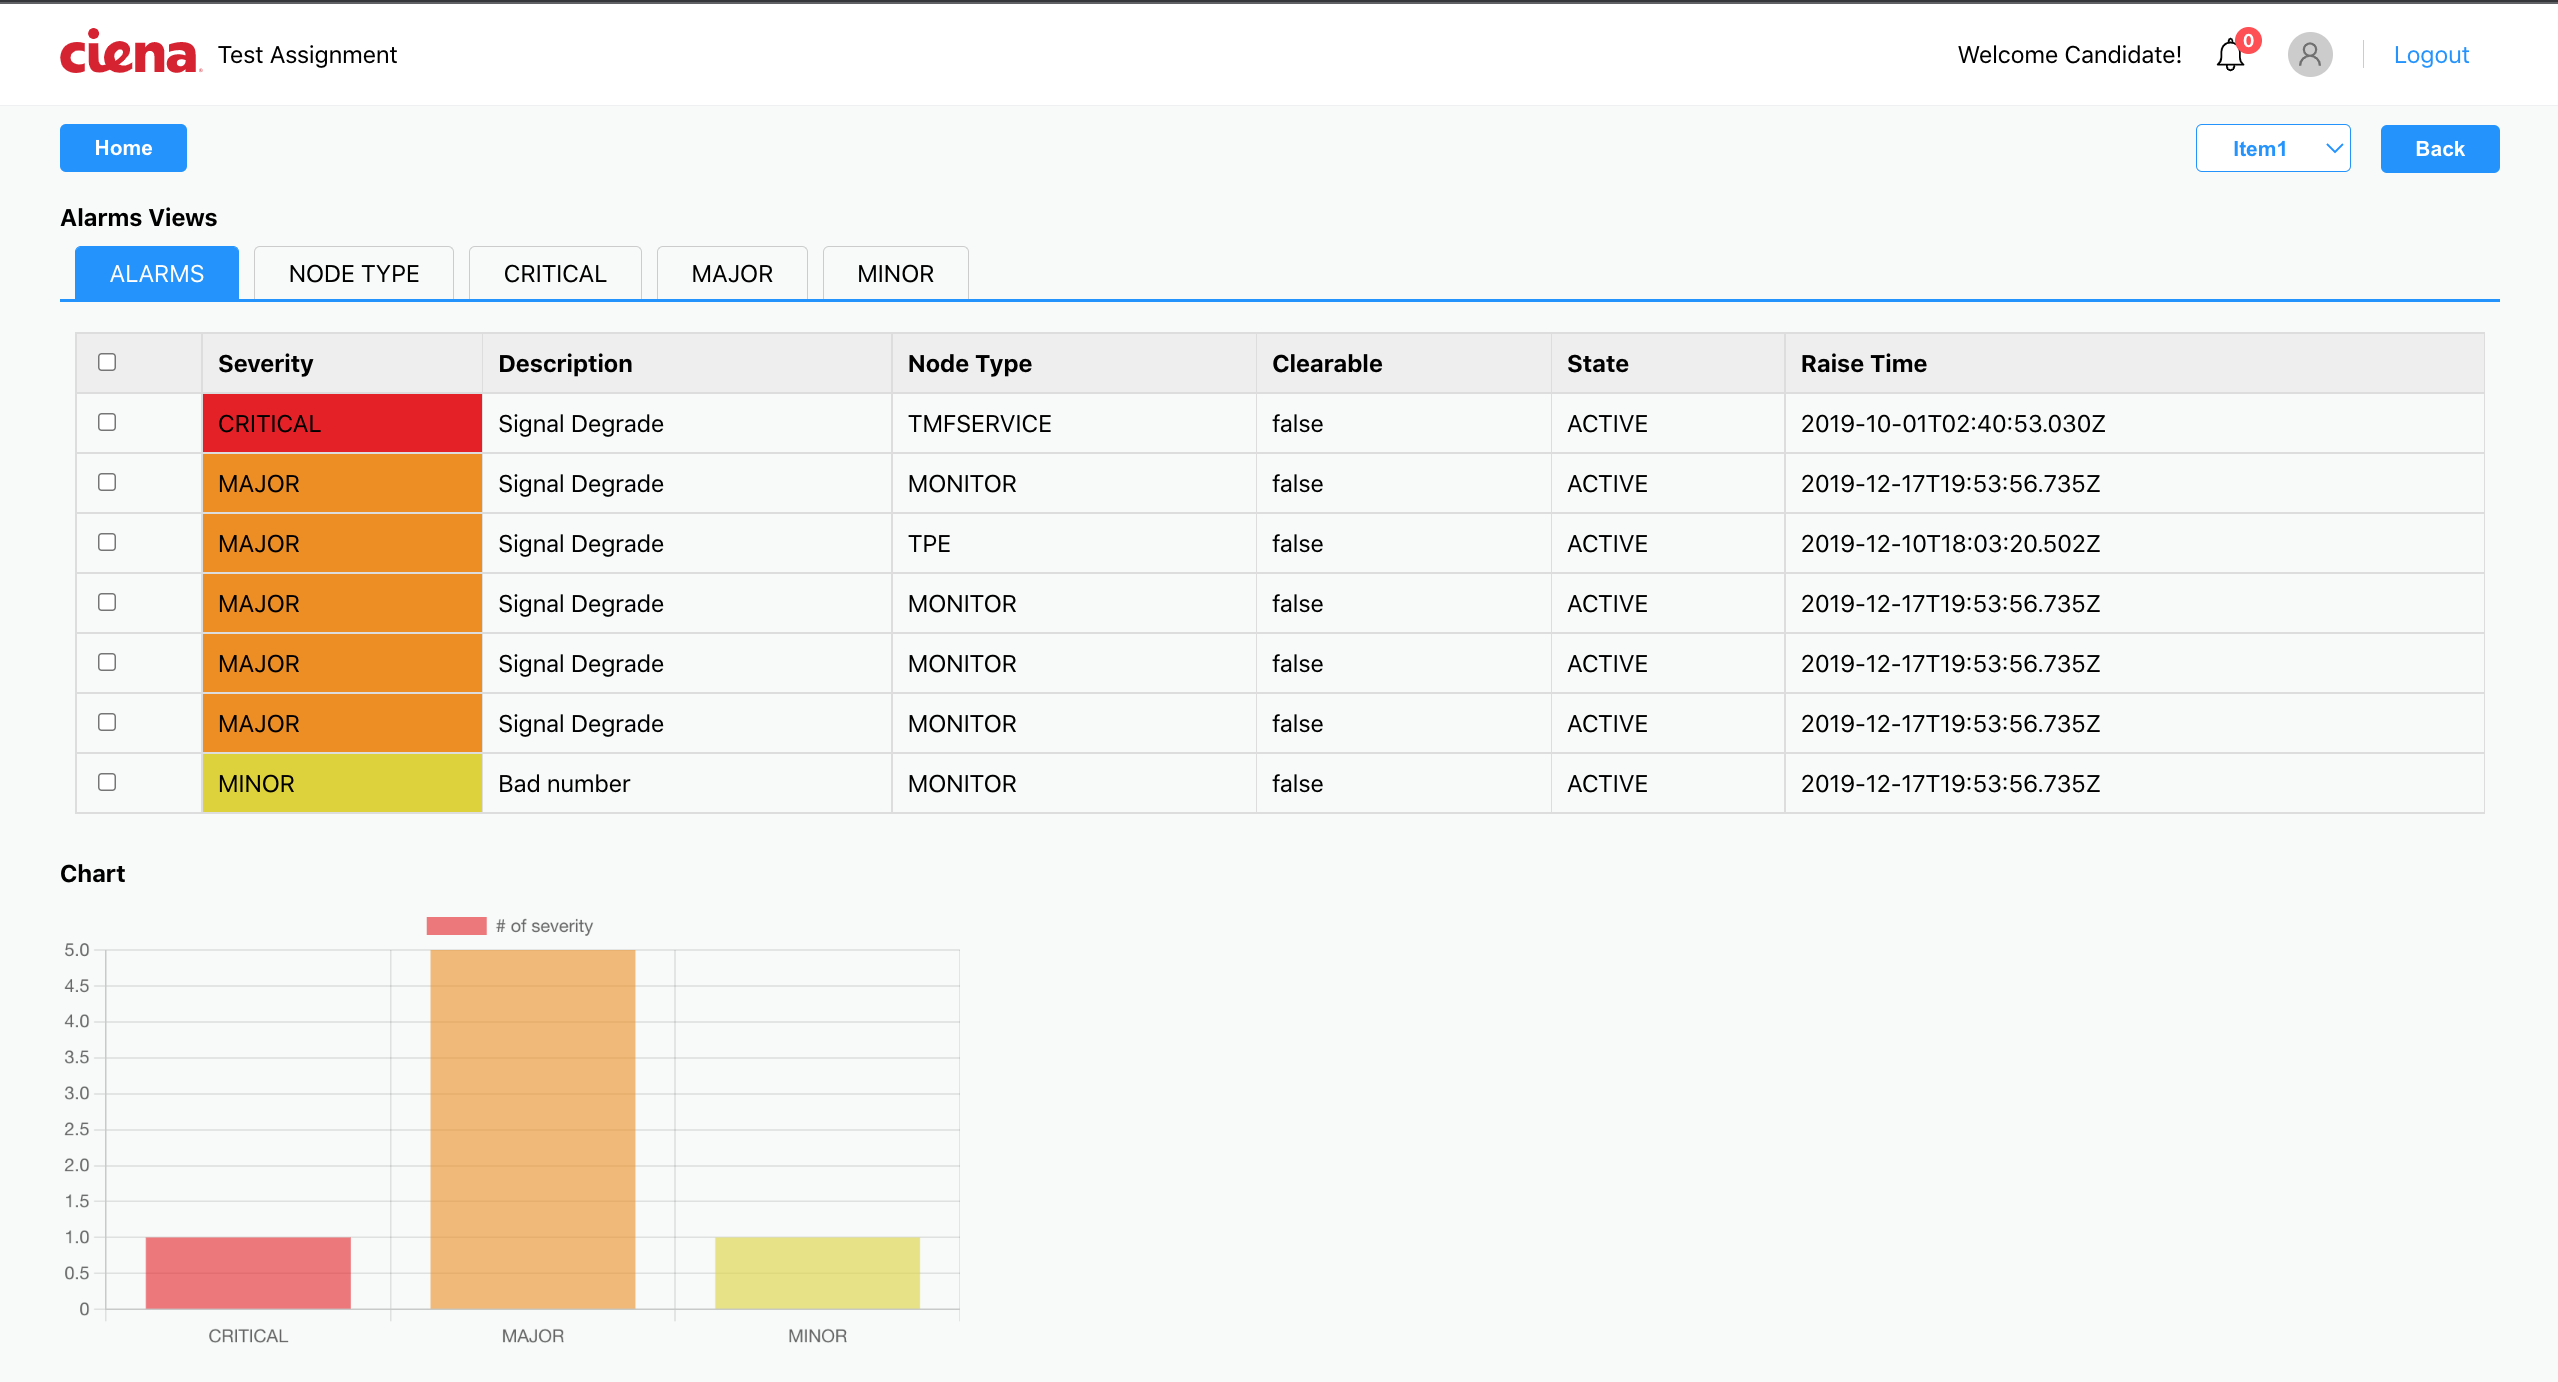 ciena Test Assignment Welcome Candidate! 0 Logout
Home Item1 Back
Alarms Views
ALARMS NODE TYPE CRITICAL MAJOR MINOR
Severity Description Node Type Clearable State Raise Time
CRITICAL Signal Degrade TMFSERVICE false ACTIVE 2019-10-01T02:40:53.030Z
MAJOR Signal Degrade MONITOR false ACTIVE 2019-12-17T19:53:56.735Z
MAJOR Signal Degrade TPE false ACTIVE 2019-12-10T18:03:20.502Z
MAJOR Signal Degrade MONITOR false ACTIVE 2019-12-17T19:53:56.735Z
MAJOR Signal Degrade MONITOR false ACTIVE 2019-12-17T19:53:56.735Z
MAJOR Signal Degrade MONITOR false ACTIVE 2019-12-17T19:53:56.735Z
MINOR Bad number MONITOR false ACTIVE 2019-12-17T19:53:56.735Z
Chart
# of severity
5.0
4.5
4.0
3.5
3.0
2.5
2.0
1.5
1.0
0.5
0
CRITICAL MAJOR MINOR